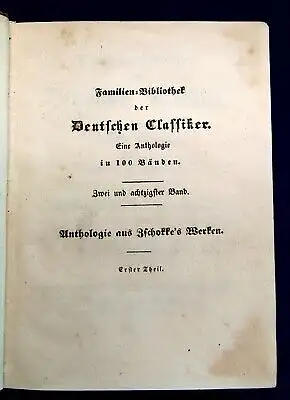 Familien-Bibliothek
der
Deutschen Classiker.
Eine Anthologie
in 100 Bänden.
Zwei und achtzigster Band.
Anthologie aus Zschokke's Werken.
Erster Theil.